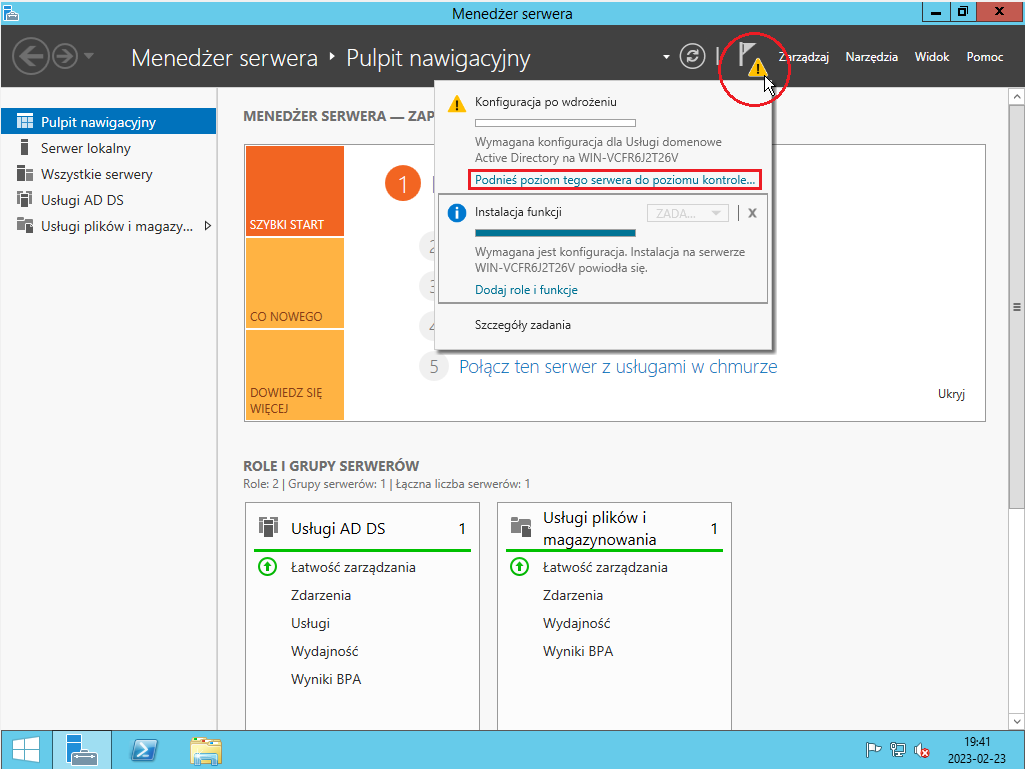 Menedżer serwera
Menedżer serwera ‣ Pulpit nawigacyjny
Zarządzaj Narzędzia Widok Pomoc
Pulpit nawigacyjny
Serwer lokalny
Wszystkie serwery
Usługi AD DS
Usługi plików i magazy...
MENEDŻER SERWERA — ZAP
SZYBKI START
CO NOWEGO
DOWIEDZ SIĘ
WIĘCEJ
1
2
3
4
5 Połącz ten serwer z usługami w chmurze
Ukryj
Konfiguracja po wdrożeniu
Wymagana konfiguracja dla Usługi domenowe
Active Directory na WIN-VCFR6J2T26V
Podnieś poziom tego serwera do poziomu kontrole...
Instalacja funkcji
ZADA...
X
Wymagana jest konfiguracja. Instalacja na serwerze
WIN-VCFR6J2T26V powiodła się.
Dodaj role i funkcje
Szczegóły zadania
ROLE I GRUPY SERWERÓW
Role: 2 | Grupy serwerów: 1 | Łączna liczba serwerów: 1
Usługi AD DS 1
Łatwość zarządzania
Zdarzenia
Usługi
Wydajność
Wyniki BPA
Usługi plików i
magazynowania 1
Łatwość zarządzania
Zdarzenia
Wydajność
Wyniki BPA
19:41
2023-02-23